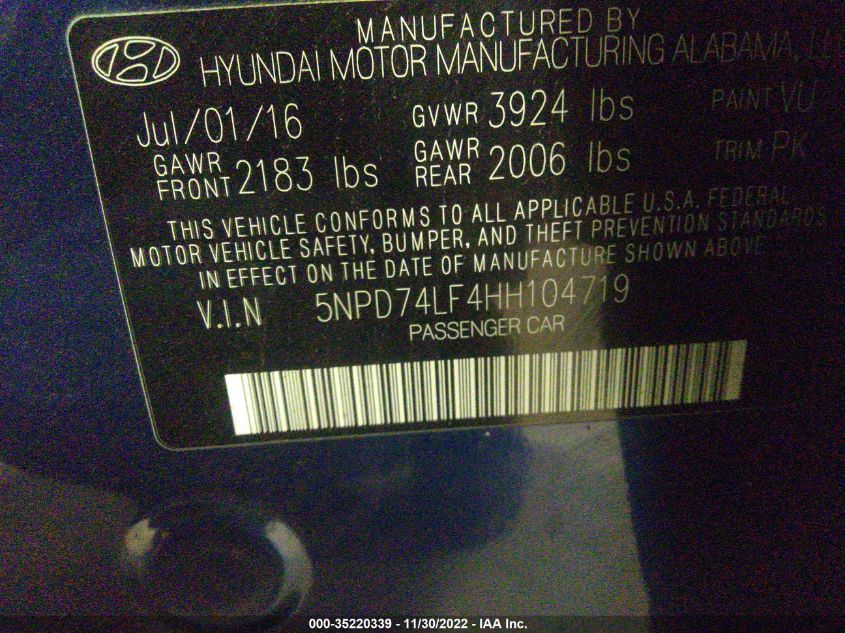 MANUFACTURED BY
HYUNDAI MOTOR MANUFACTURING ALABAMA, LLC
Jul/01/16 GVWR 3924 lbs PAINT VU
GAWR FRONT 2183 lbs GAWR REAR 2006 lbs TRIM PK
THIS VEHICLE CONFORMS TO ALL APPLICABLE U.S.A. FEDERAL
MOTOR VEHICLE SAFETY, BUMPER, AND THEFT PREVENTION STANDARDS
IN EFFECT ON THE DATE OF MANUFACTURE SHOWN ABOVE
V.I.N 5NPD74LF4HH104719
PASSENGER CAR
000-35220339 - 11/30/2022 - IAA Inc.